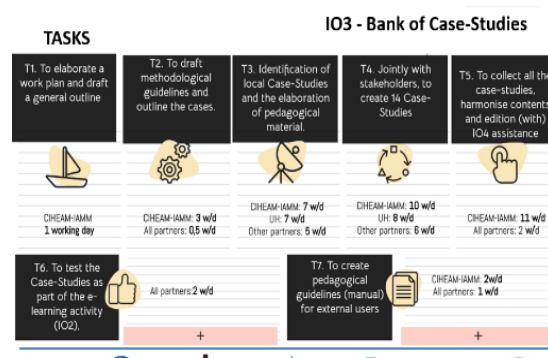 IO3 - Bank of Case-Studies
TASKS
T1. To elaborate a
work plan and draft
a general outline
T2. To draft
methodological
guidelines and
outline the cases.
T3. Identification of
local Case-Studies
and the elaboration
of pedagogical
material.
T4. Jointly with
stakeholders, to
create 14 Case-
Studies
T5. To collect all the
case-studies,
harmonise contents
and edition (with)
IO4 assistance
CIHEAM-IAMM
1 working day
CIHEAM-IAMM: 3 w/d
All partners: 0,5 w/d
CIHEAM-IAMM: 7 w/d
UH: 7 w/d
Other partners: 5 w/d
CIHEAM-IAMM: 10 w/d
UH: 8 w/d
Other partners: 6 w/d
CIHEAM-IAMM: 11 w/d
All partners: 2 w/d
T6. To test the
Case-Studies as
part of the e-
learning activity
(IO2),
All partners:2 w/d
+
T7. To create
pedagogical
guidelines (manual)
for external users
CIHEAM-IAMM: 2w/d
All partners: 1 w/d
+